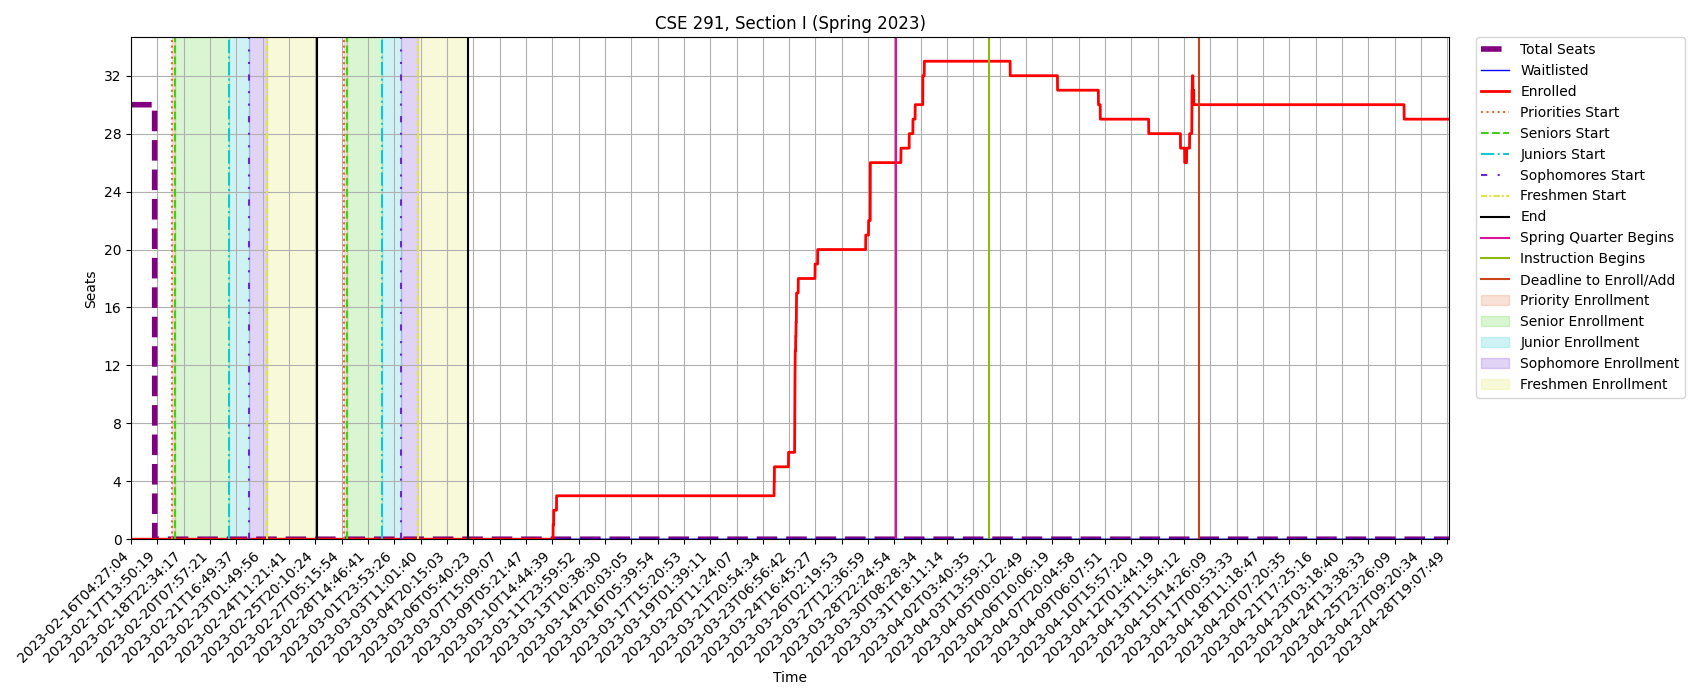 CSE 291, Section I (Spring 2023)
Seats
32
28
24
20
16
12
8
4
0
2023-02-16T04:27:04
2023-02-17T13:50:19
2023-02-18T22:34:17
2023-02-20T07:57:21
2023-02-21T16:49:37
2023-02-23T01:49:56
2023-02-24T11:21:41
2023-02-25T20:10:24
2023-02-27T05:15:54
2023-02-28T14:46:41
2023-03-01T23:53:26
2023-03-03T11:01:40
2023-03-04T20:15:03
2023-03-06T05:40:23
2023-03-07T15:09:07
2023-03-09T05:21:47
2023-03-10T14:44:39
2023-03-11T23:59:52
2023-03-13T10:38:30
2023-03-14T20:03:05
2023-03-16T05:39:54
2023-03-17T15:20:53
2023-03-19T01:39:11
2023-03-20T11:24:07
2023-03-21T20:54:34
2023-03-23T06:56:42
2023-03-24T16:45:27
2023-03-26T02:19:53
2023-03-27T12:36:59
2023-03-28T22:24:54
2023-03-30T08:28:34
2023-03-31T18:11:14
2023-04-02T03:40:35
2023-04-03T13:59:12
2023-04-05T00:02:49
2023-04-06T10:06:19
2023-04-07T20:04:58
2023-04-09T06:07:51
2023-04-10T15:57:20
2023-04-12T01:44:19
2023-04-13T11:54:12
2023-04-15T14:26:09
2023-04-17T00:53:33
2023-04-18T11:18:47
2023-04-20T07:20:35
2023-04-21T17:25:16
2023-04-23T03:18:40
2023-04-24T13:38:33
2023-04-25T23:26:09
2023-04-27T09:20:34
2023-04-28T19:07:49
Time
Total Seats
Waitlisted
Enrolled
Priorities Start
Seniors Start
Juniors Start
Sophomores Start
Freshmen Start
End
Spring Quarter Begins
Instruction Begins
Deadline to Enroll/Add
Priority Enrollment
Senior Enrollment
Junior Enrollment
Sophomore Enrollment
Freshmen Enrollment